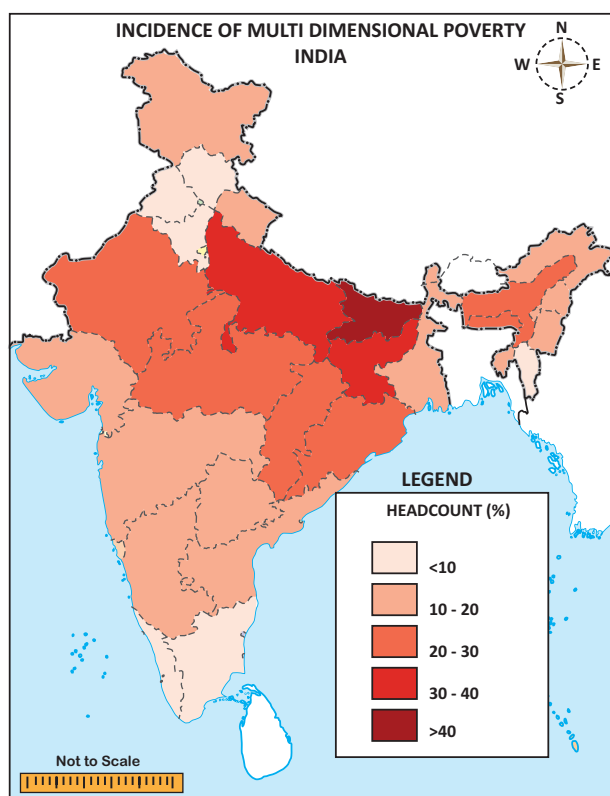 INCIDENCE OF MULTI DIMENSIONAL POVERTY
INDIA
N
W
E
S
LEGEND
HEADCOUNT (%)
<10
10 - 20
20 - 30
30 - 40
>40
Not to Scale